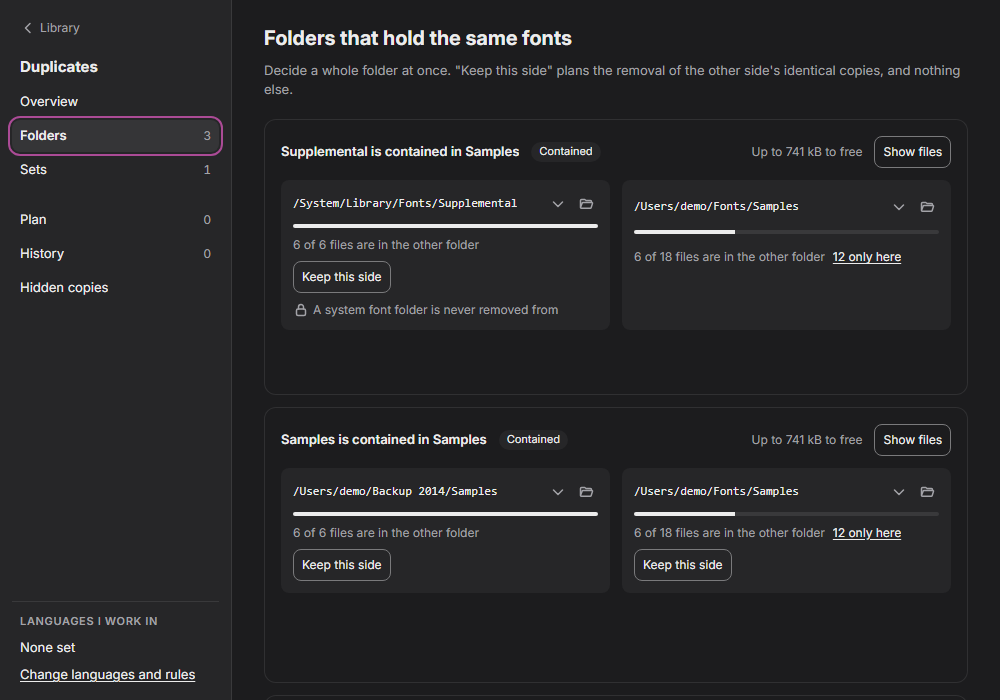 Library
Duplicates
Overview
Folders 3
Sets 1
Plan 0
History 0
Hidden copies
LANGUAGES I WORK IN
None set
Change languages and rules
Folders that hold the same fonts
Decide a whole folder at once. "Keep this side" plans the removal of the other side's identical copies, and nothing
else.
Supplemental is contained in Samples Contained Up to 741 kB to free Show files
/System/Library/Fonts/Supplemental
6 of 6 files are in the other folder
Keep this side
A system font folder is never removed from
/Users/demo/Fonts/Samples
6 of 18 files are in the other folder 12 only here
Samples is contained in Samples Contained Up to 741 kB to free Show files
/Users/demo/Backup 2014/Samples
6 of 6 files are in the other folder
Keep this side
/Users/demo/Fonts/Samples
6 of 18 files are in the other folder 12 only here
Keep this side